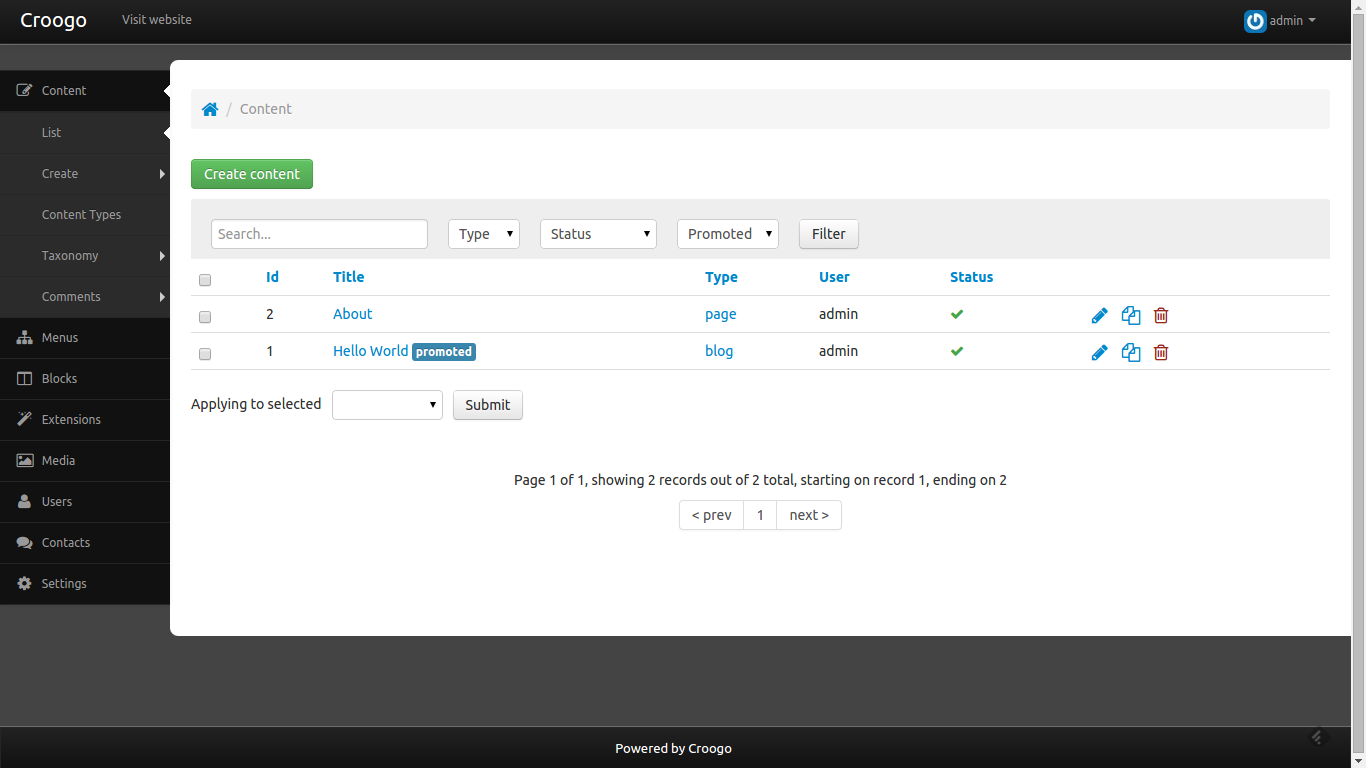 Croogo Visit website admin
Content
List
Create
Content Types
Taxonomy
Comments
Menus
Blocks
Extensions
Media
Users
Contacts
Settings
/ Content
Create content
Search... Type Status Promoted Filter
Id Title Type User Status
2 About page admin
1 Hello World promoted blog admin
Applying to selected Submit
Page 1 of 1, showing 2 records out of 2 total, starting on record 1, ending on 2
< prev 1 next >
Powered by Croogo